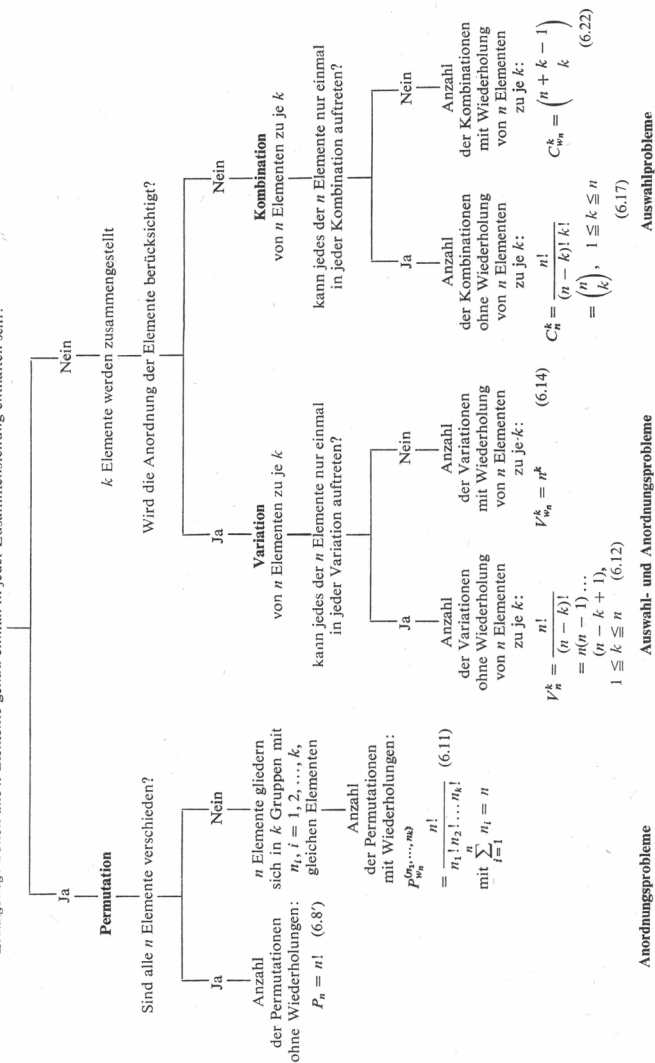 Ja
Nein
Permutation
k Elemente werden zusammengestellt
Sind alle n Elemente verschieden?
Wird die Anordnung der Elemente berücksichtigt?
Ja
Nein
Anzahl
der Permutationen
ohne Wiederholungen:
P_n = n! (6.8')
n Elemente gliedern
sich in k Gruppen mit
n_i, i = 1, 2, ..., k,
gleichen Elementen
Anzahl
der Permutationen
mit Wiederholungen:
P_{w_n}^{(n_1,...,n_k)}
= n! / (n_1! n_2! ... n_k!) (6.11)
mit \sum_{i=1}^{n} n_i = n
Ja
Nein
Variation
von n Elementen zu je k
kann jedes der n Elemente nur einmal
in jeder Variation auftreten?
Ja
Nein
Anzahl
der Variationen
ohne Wiederholung
von n Elementen
zu je k:
V_n^k = n! / (n − k)!
= n(n − 1) ...
(n − k + 1),
1 ≦ k ≦ n (6.12)
Anzahl
der Variationen
mit Wiederholung
von n Elementen
zu je k:
V_{w_n}^k = n^k (6.14)
Kombination
von n Elementen zu je k
kann jedes der n Elemente nur einmal
in jeder Kombination auftreten?
Ja
Nein
Anzahl
der Kombinationen
ohne Wiederholung
von n Elementen
zu je k:
C_n^k = n! / ((n − k)! k!)
= \binom{n}{k}, 1 ≦ k ≦ n
(6.17)
Anzahl
der Kombinationen
mit Wiederholung
von n Elementen
zu je k:
C_{w_n}^k = \binom{n + k − 1}{k}
(6.22)
Anordnungsprobleme
Auswahl- und Anordnungsprobleme
Auswahlprobleme